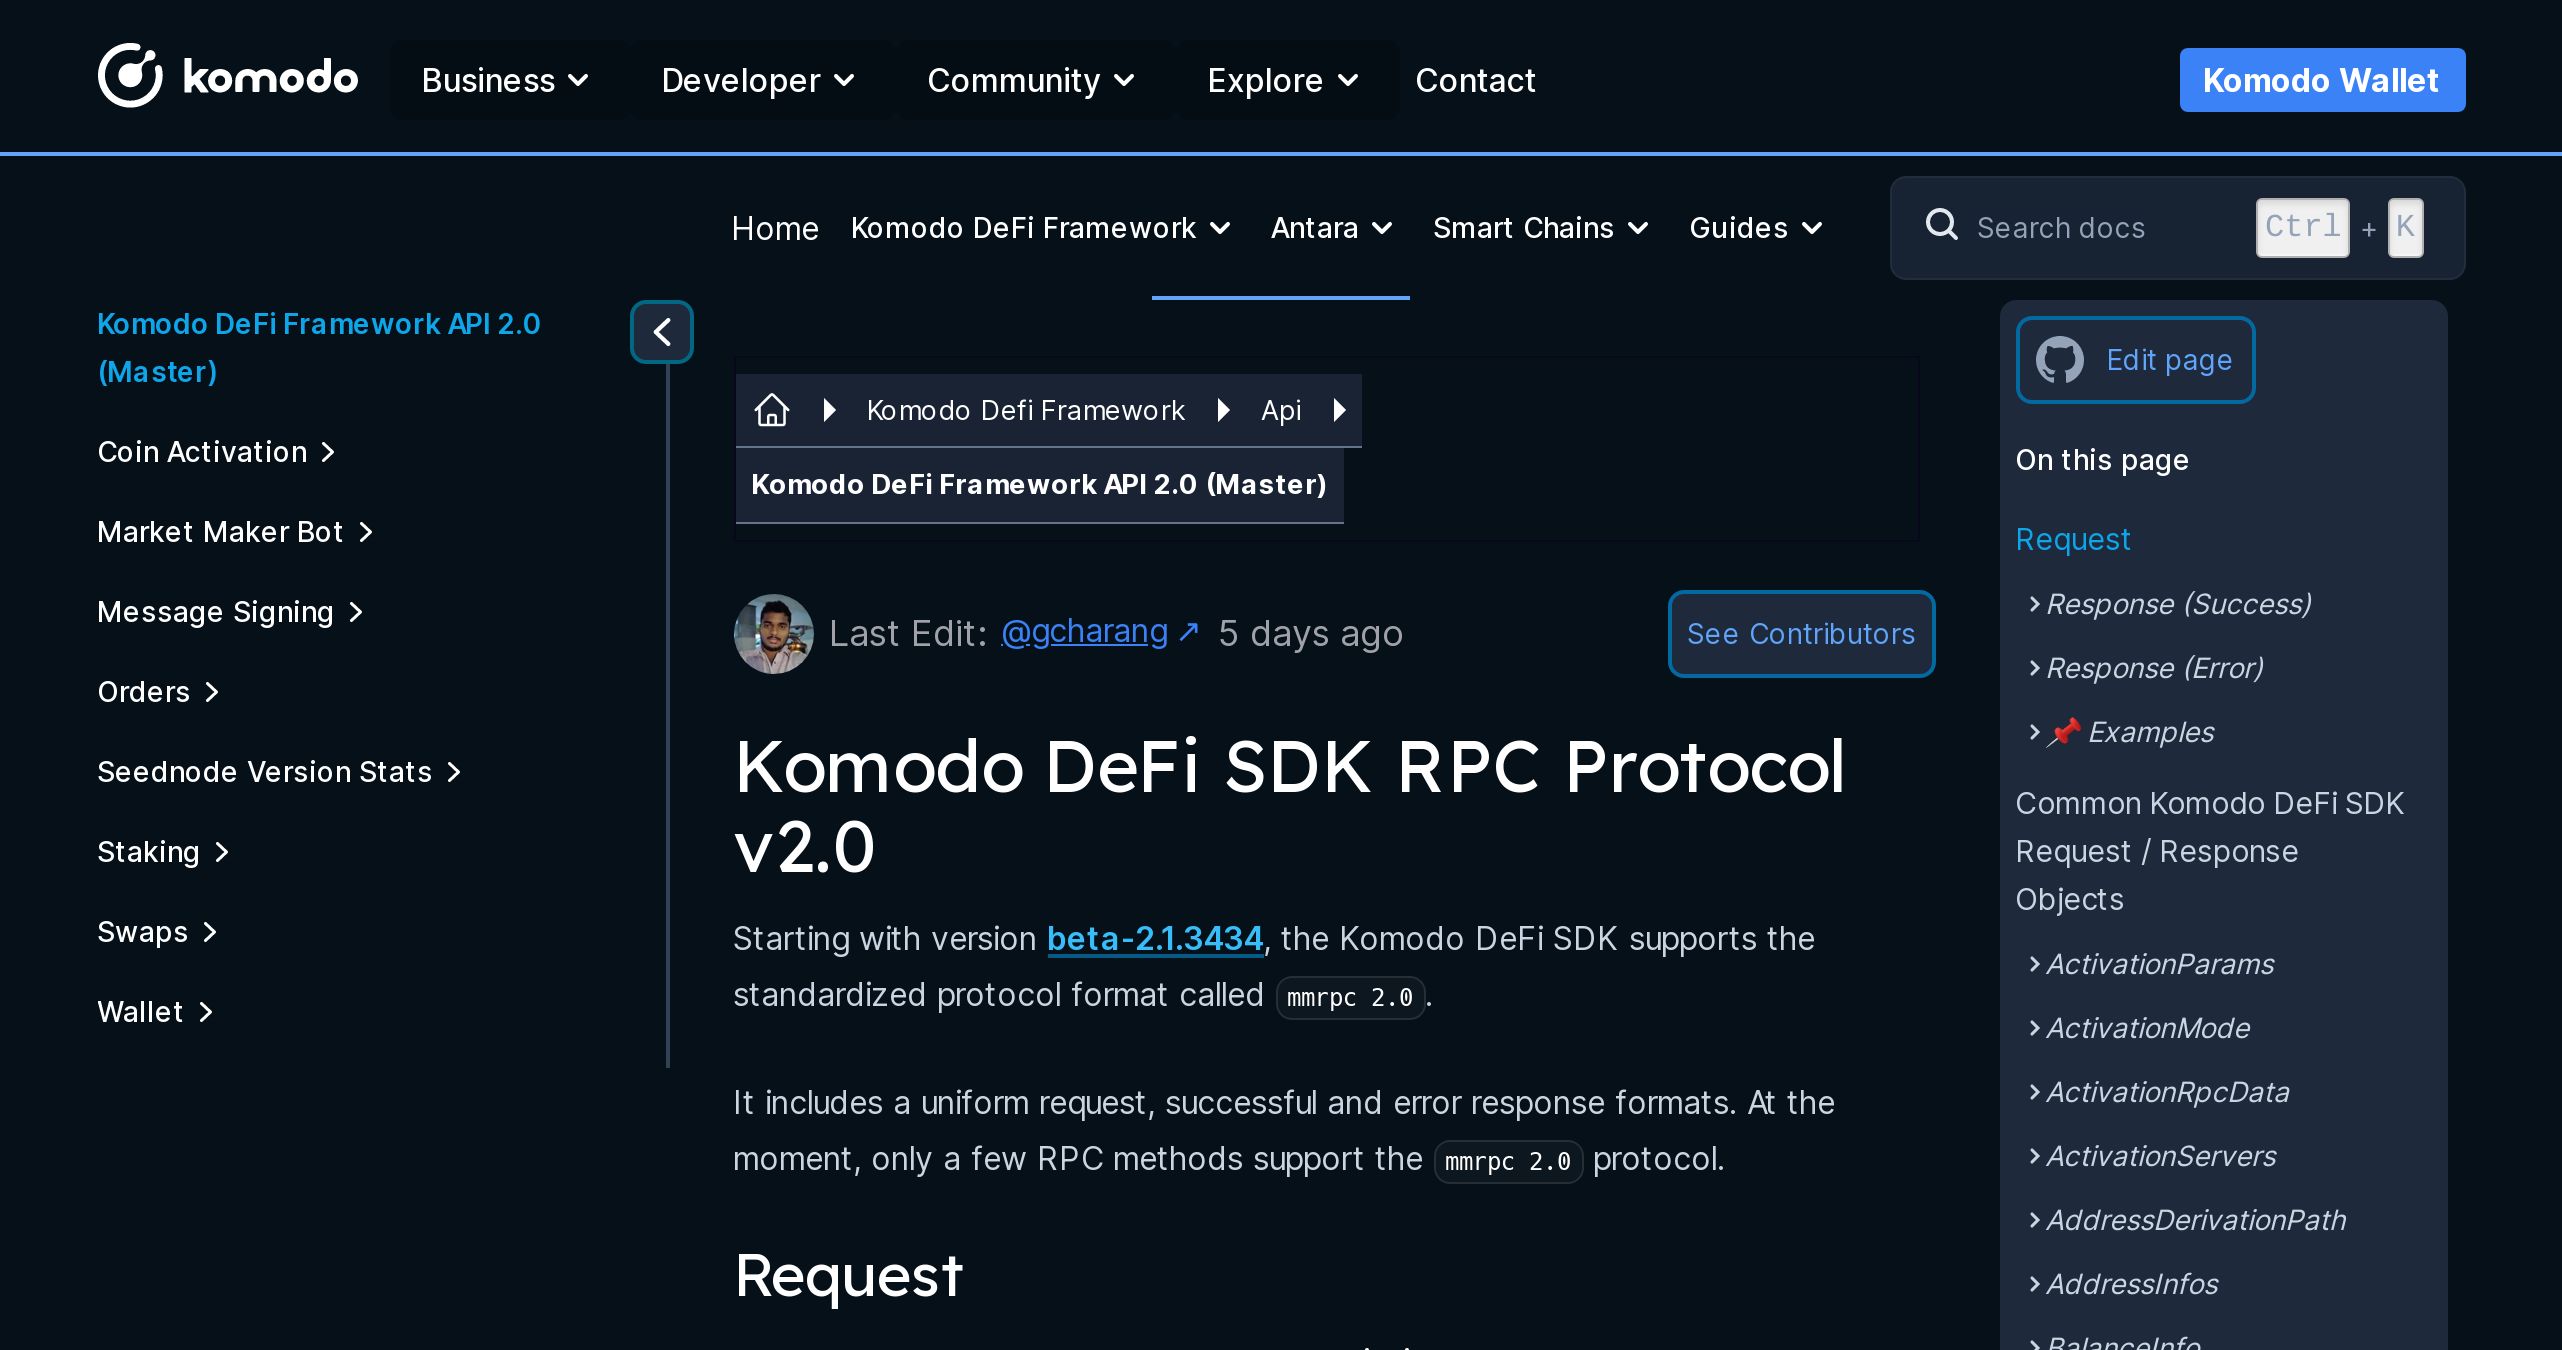 komodo
Business
Developer
Community
Explore
Contact
Komodo Wallet
Home
Komodo DeFi Framework
Antara
Smart Chains
Guides
Search docs
Ctrl + K
Komodo DeFi Framework API 2.0
(Master)
Coin Activation
Market Maker Bot
Message Signing
Orders
Seednode Version Stats
Staking
Swaps
Wallet
Komodo Defi Framework
Api
Komodo DeFi Framework API 2.0 (Master)
Last Edit: @gcharang ↗ 5 days ago
See Contributors
Komodo DeFi SDK RPC Protocol
v2.0
Starting with version beta-2.1.3434, the Komodo DeFi SDK supports the
standardized protocol format called mmrpc 2.0.
It includes a uniform request, successful and error response formats. At the
moment, only a few RPC methods support the mmrpc 2.0 protocol.
Request
Edit page
On this page
Request
Response (Success)
Response (Error)
📌 Examples
Common Komodo DeFi SDK
Request / Response
Objects
ActivationParams
ActivationMode
ActivationRpcData
ActivationServers
AddressDerivationPath
AddressInfos
BalanceInfo